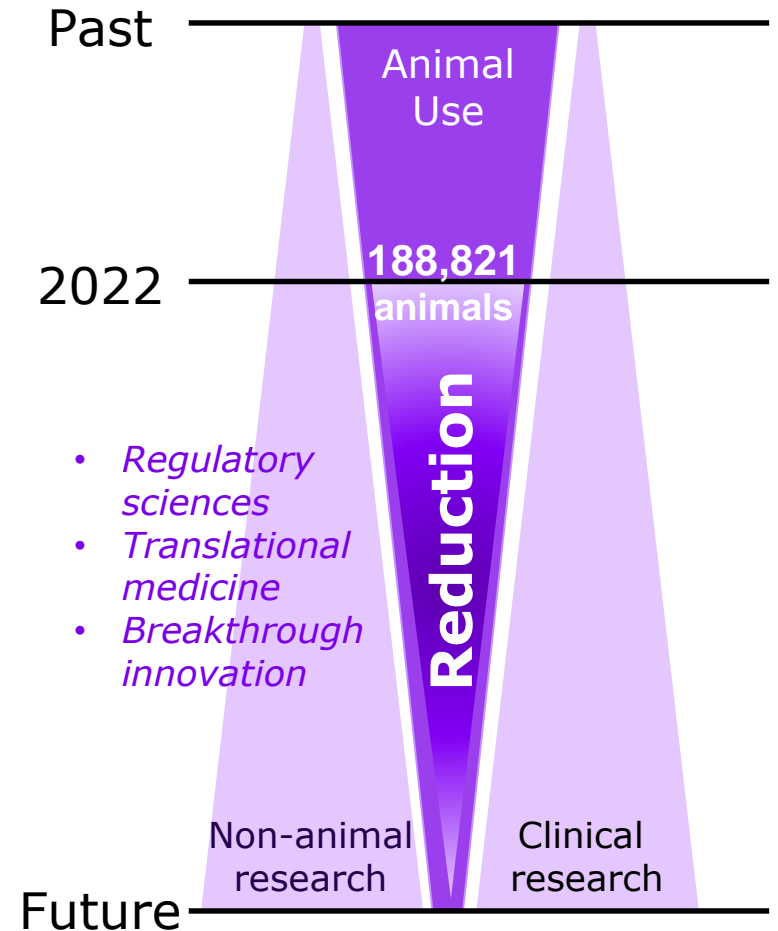 Past
Animal
Use
188,821
2022
animals
Reduction
• Regulatory
sciences
• Translational
medicine
• Breakthrough
innovation
Non-animal
research
Clinical
research
Future